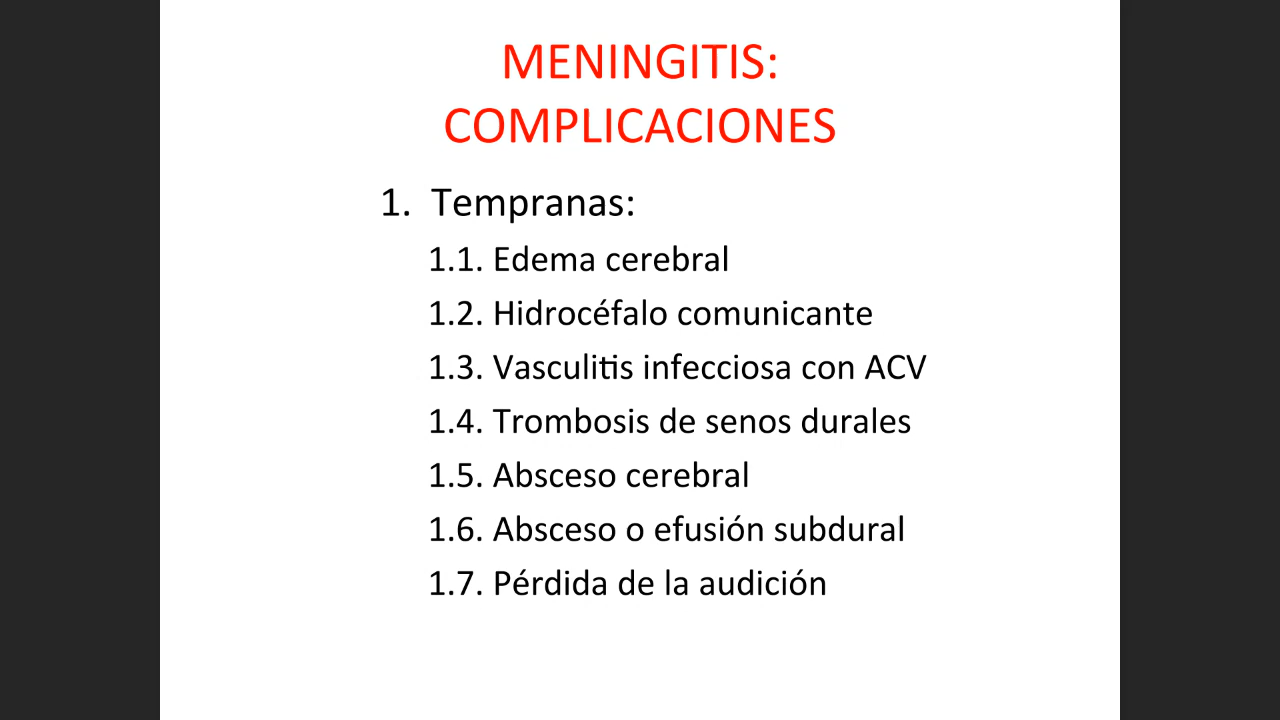 MENINGITIS:
COMPLICACIONES
1. Tempranas:
1.1. Edema cerebral
1.2. Hidrocéfalo comunicante
1.3. Vasculitis infecciosa con ACV
1.4. Trombosis de senos durales
1.5. Absceso cerebral
1.6. Absceso o efusión subdural
1.7. Pérdida de la audición